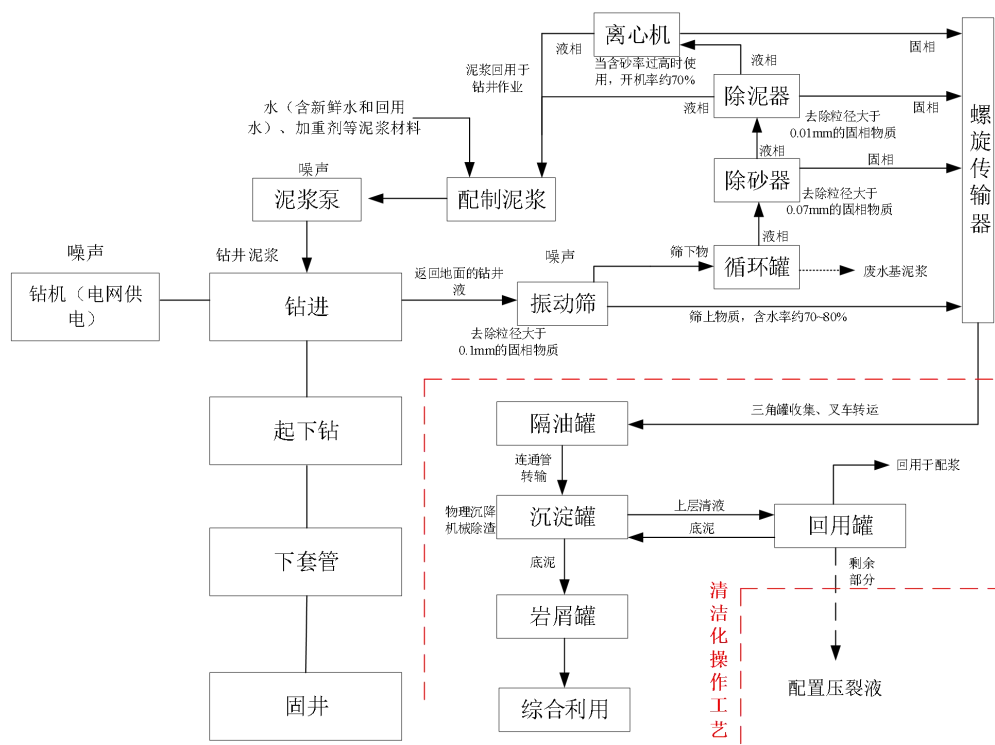 离心机
液相
固相
泥浆回用于
钻井作业
当含砂率过高时使
用，开机率约70%
液相
除泥器
液相
固相
去除粒径大于
0.01mm的固相物质
螺旋传输器
水（含新鲜水和回用
水）、加重剂等泥浆材料
液相
固相
除砂器
去除粒径大于
0.07mm的固相物质
噪声
泥浆泵
配制泥浆
液相
噪声
钻井泥浆
返回地面的钻井
液
噪声
筛下物
循环罐
废水基泥浆
钻机（电网供
电）
钻进
振动筛
筛上物质，含水率约70~80%
去除粒径大于
0.1mm的固相物质
三角罐收集、叉车转运
起下钻
隔油罐
连通管
转输
回用于配浆
物理沉降
机械除渣
沉淀罐
上层清液
底泥
回用罐
下套管
底泥
剩余
部分
岩屑罐
清洁化操作工艺
配置压裂液
固井
综合利用